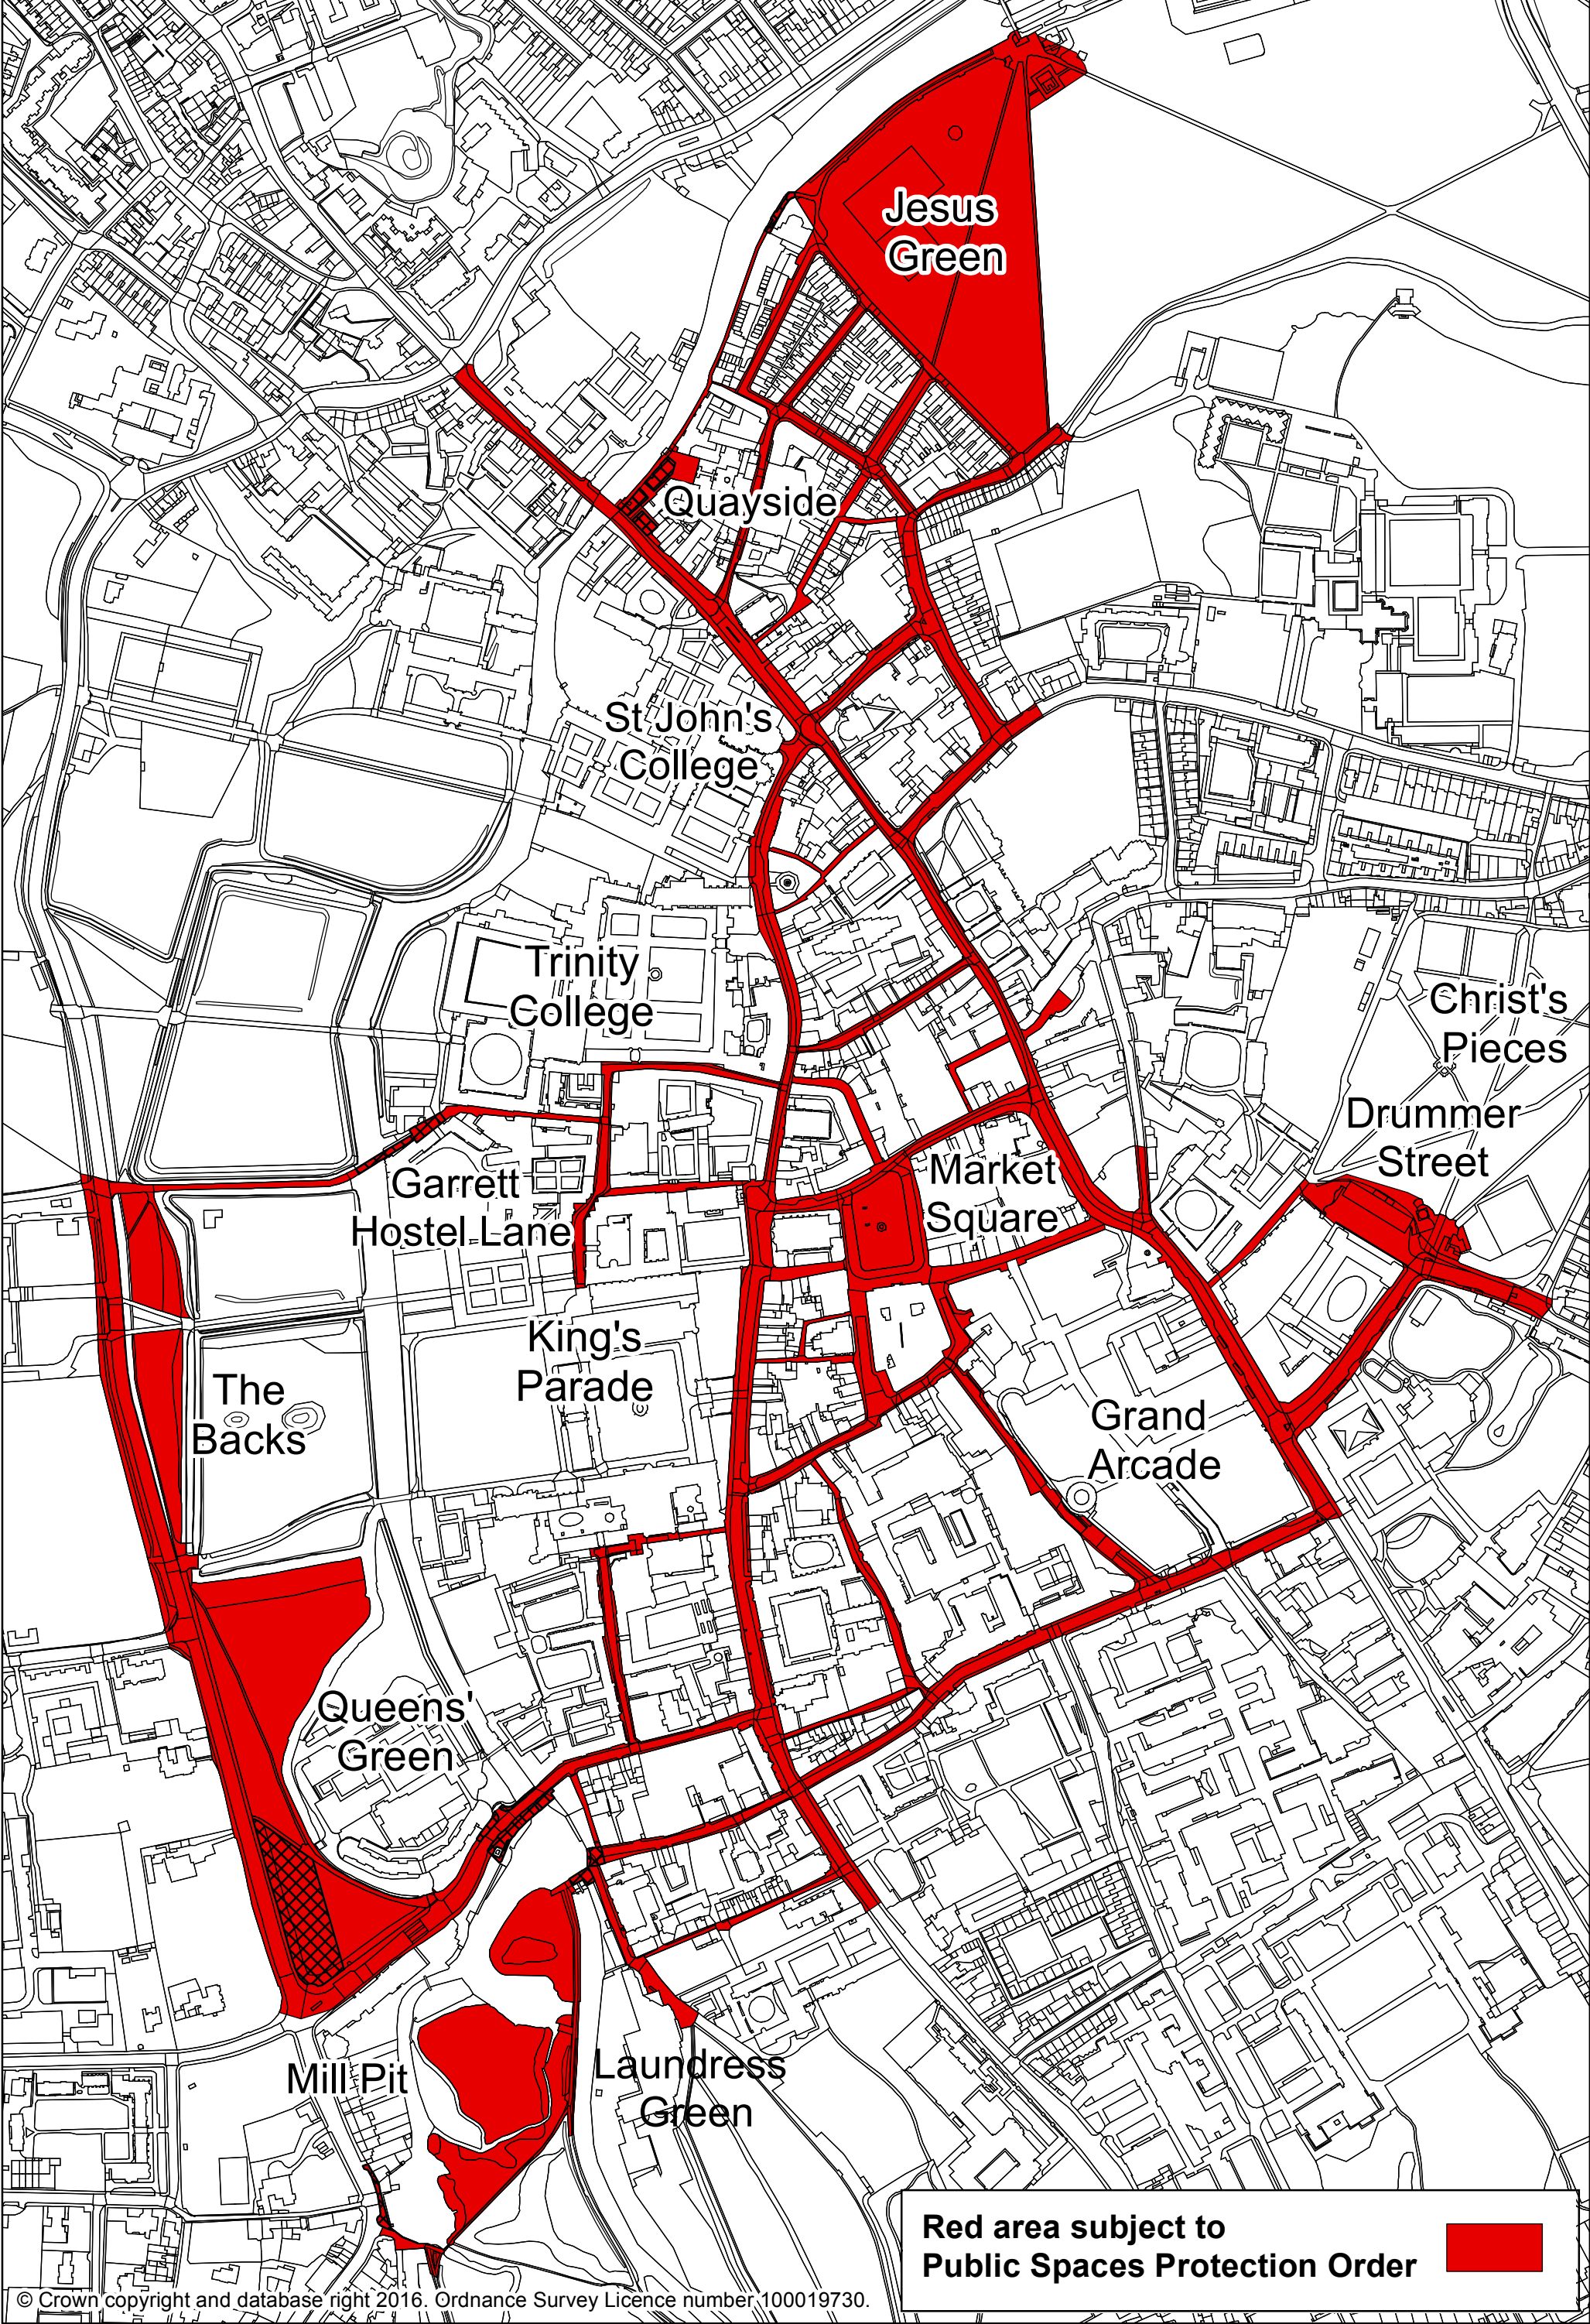 Jesus
Green
Quayside
St John's
College
Trinity
College
Christ's
Pieces
Drummer
Street
Market
Square
Garrett
Hostel Lane
King's
Parade
The
Backs
Grand
Arcade
Queens'
Green
Mill Pit
Laundress
Green
Red area subject to
Public Spaces Protection Order
© Crown copyright and database right 2016. Ordnance Survey Licence number 100019730.